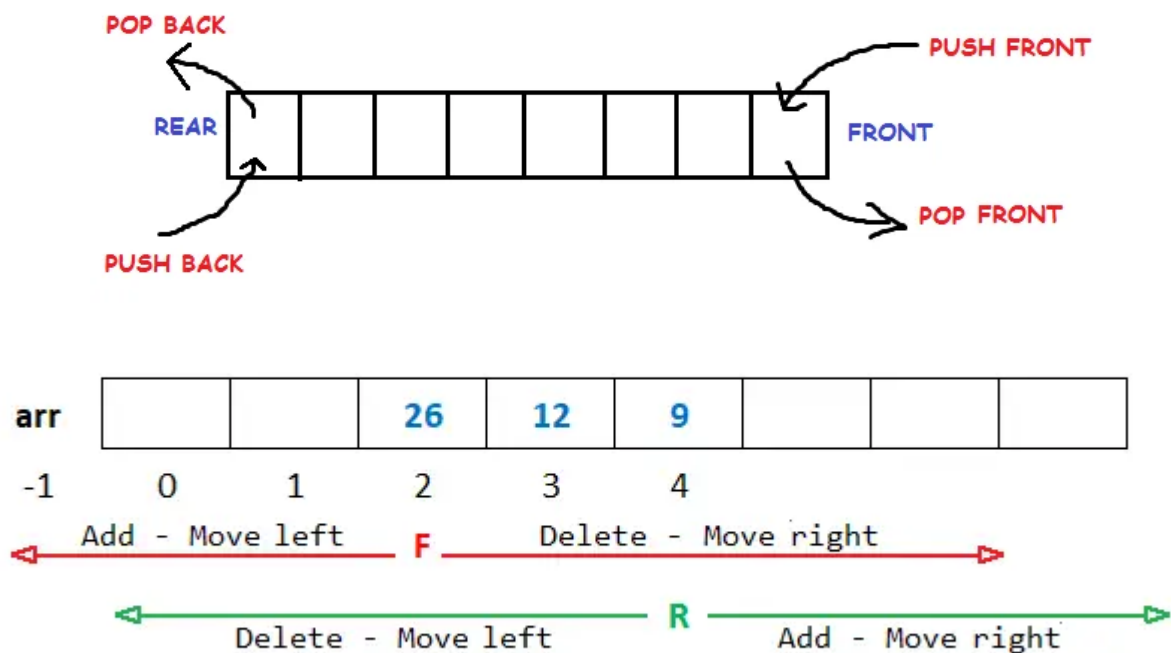 POP BACK
PUSH FRONT
REAR
FRONT
POP FRONT
PUSH BACK
arr 26 12 9
-1 0 1 2 3 4
Add - Move left F Delete - Move right
R
Delete - Move left Add - Move right